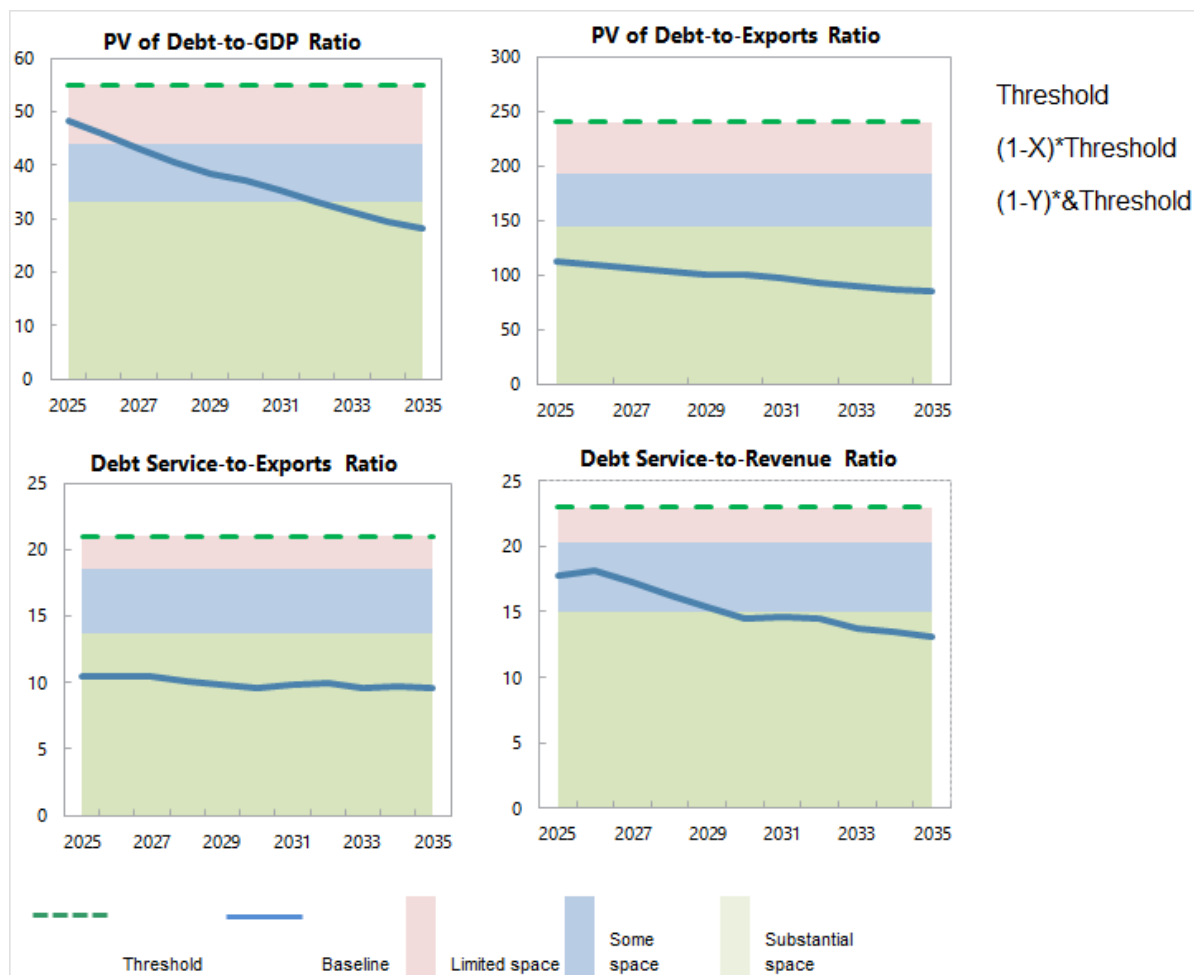 PV of Debt-to-GDP Ratio
60
50
40
30
20
10
0
2025 2027 2029 2031 2033 2035
PV of Debt-to-Exports Ratio
300
250
200
150
100
50
0
2025 2027 2029 2031 2033 2035
Threshold
(1-X)*Threshold
(1-Y)*&Threshold
Debt Service-to-Exports Ratio
25
20
15
10
5
0
2025 2027 2029 2031 2033 2035
Debt Service-to-Revenue Ratio
25
20
15
10
5
0
2025 2027 2029 2031 2033 2035
Threshold
Baseline
Limited space
Some
space
Substantial
space